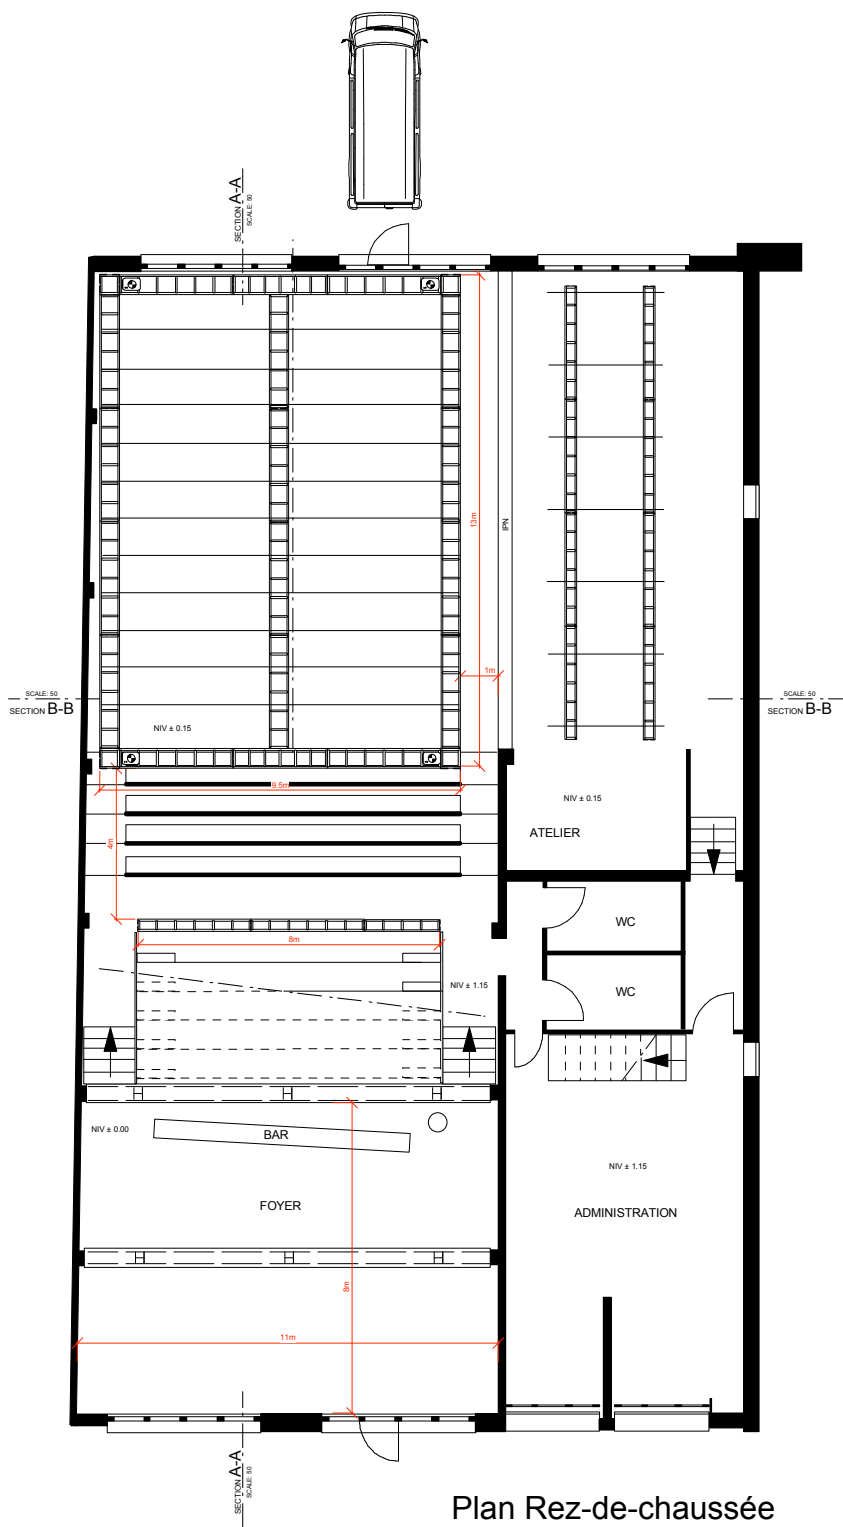 SECTION A-A
SCALE: 50
13m
IPN
1m
SCALE: 50
SECTION B-B
SCALE: 50
SECTION B-B
NIV ± 0.15
9.5m
NIV ± 0.15
ATELIER
4m
WC
8m
NIV ± 1.15
WC
NIV ± 0.00
BAR
NIV ± 1.15
FOYER
ADMINISTRATION
8m
11m
SECTION A-A
SCALE: 50
Plan Rez-de-chaussée